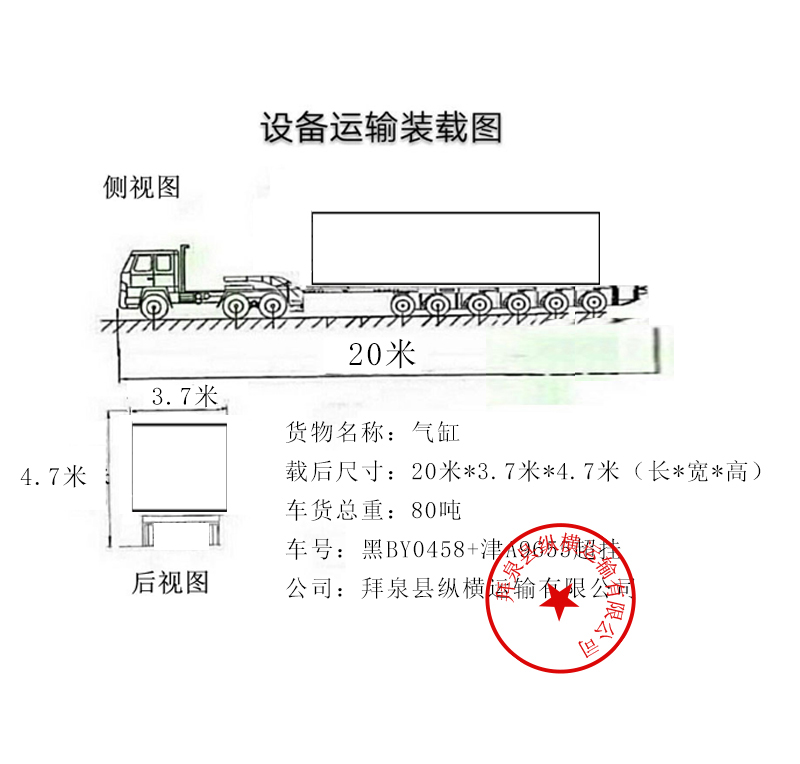 设备运输装载图
侧视图
20米
3.7米
4.7米
后视图
货物名称：气缸
载后尺寸：20米*3.7米*4.7米（长*宽*高）
车货总重：80吨
车号：黑BY0458+津A9655超挂
公司：拜泉县纵横运输有限公司
拜泉县纵横运输有限公司